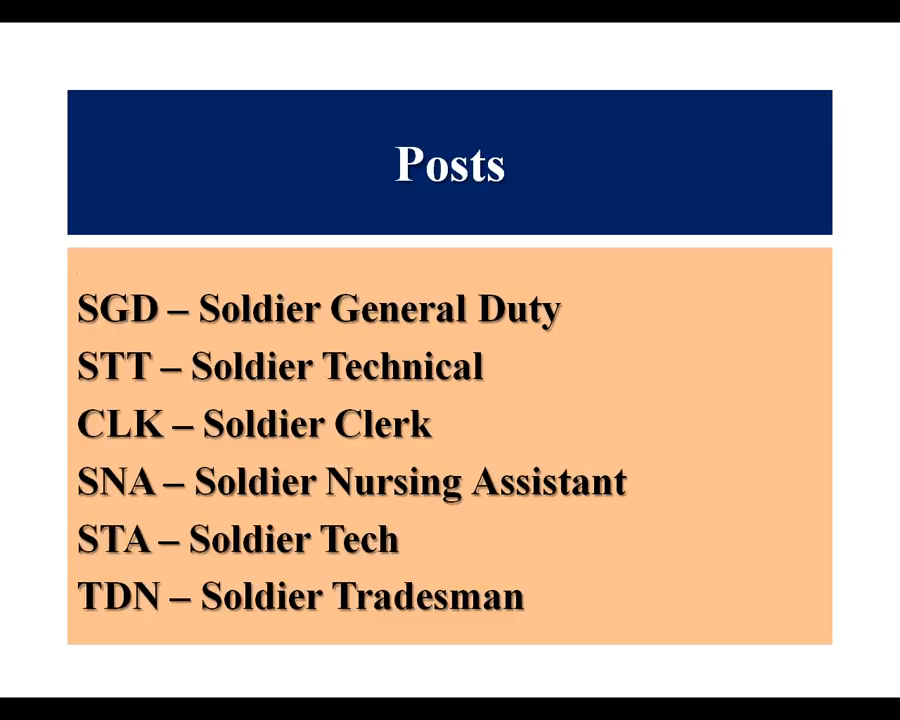 Posts
SGD – Soldier General Duty
STT – Soldier Technical
CLK – Soldier Clerk
SNA – Soldier Nursing Assistant
STA – Soldier Tech
TDN – Soldier Tradesman